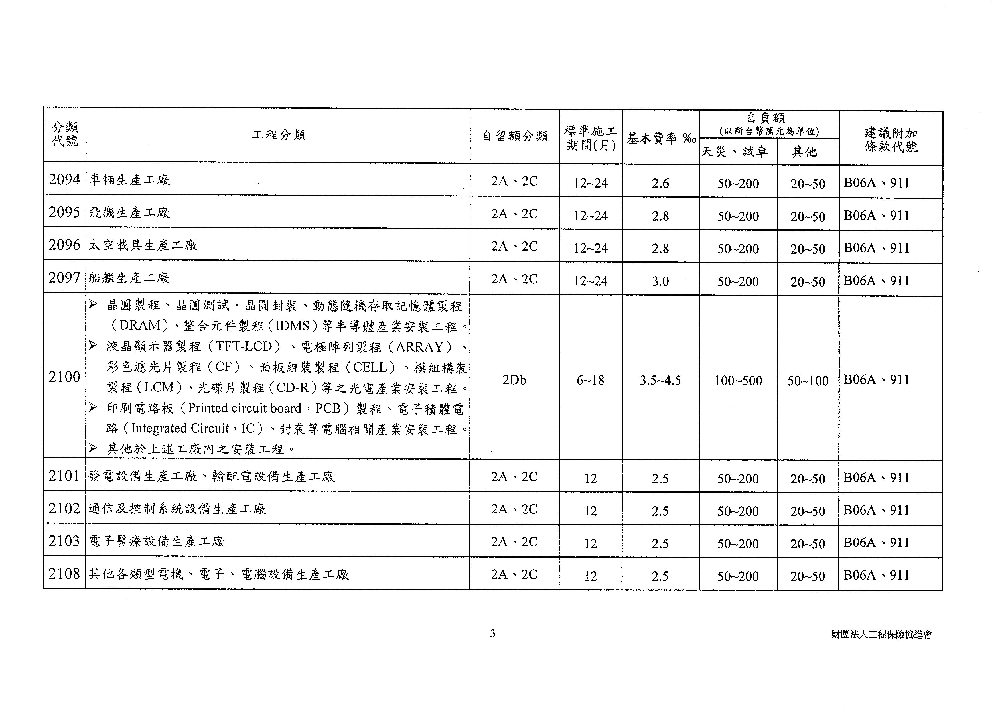 分類
代號
工程分類
自留額分類
標準施工
期間(月)
基本費率 ‰
自負額
(以新台幣萬元為單位)
天災、試車
其他
建議附加
條款代號
2094 車輛生產工廠 2A、2C 12~24 2.6 50~200 20~50 B06A、911
2095 飛機生產工廠 2A、2C 12~24 2.8 50~200 20~50 B06A、911
2096 太空載具生產工廠 2A、2C 12~24 2.8 50~200 20~50 B06A、911
2097 船艦生產工廠 2A、2C 12~24 3.0 50~200 20~50 B06A、911
2100
➢ 晶圓製程、晶圓測試、晶圓封裝、動態隨機存取記憶體製程
（DRAM）、整合元件製程（IDMS）等半導體產業安裝工程。
➢ 液晶顯示器製程（TFT-LCD）、電極陣列製程（ARRAY）、
彩色濾光片製程（CF）、面板組裝製程（CELL）、模組構裝
製程（LCM）、光碟片製程（CD-R）等之光電產業安裝工程。
➢ 印刷電路板（Printed circuit board，PCB）製程、電子積體電
路（Integrated Circuit，IC）、封裝等電腦相關產業安裝工程。
➢ 其他於上述工廠內之安裝工程。
2Db 6~18 3.5~4.5 100~500 50~100 B06A、911
2101 發電設備生產工廠、輸配電設備生產工廠 2A、2C 12 2.5 50~200 20~50 B06A、911
2102 通信及控制系統設備生產工廠 2A、2C 12 2.5 50~200 20~50 B06A、911
2103 電子醫療設備生產工廠 2A、2C 12 2.5 50~200 20~50 B06A、911
2108 其他各類型電機、電子、電腦設備生產工廠 2A、2C 12 2.5 50~200 20~50 B06A、911
3
財團法人工程保險協進會